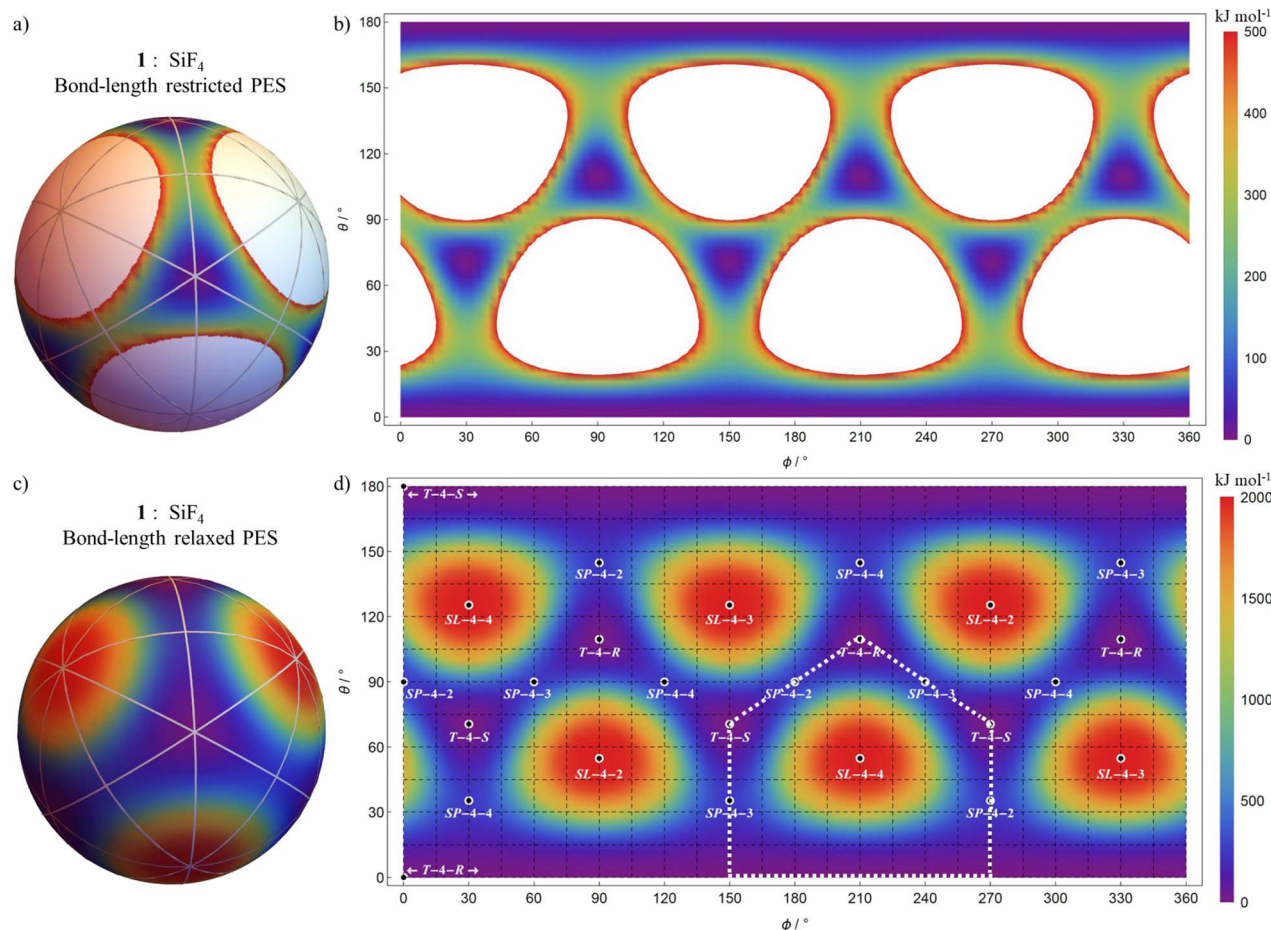 a)
1 : SiF4
Bond-length restricted PES
b)
kJ mol-1
180
150
120
90
60
30
0
θ / °
0 30 60 90 120 150 180 210 240 270 300 330 360
ϕ / °
500
400
300
200
100
0
c)
1 : SiF4
Bond-length relaxed PES
d)
kJ mol-1
180
150
120
90
60
30
0
θ / °
← T-4-S →
SP-4-2 SP-4-4 SP-4-3
SL-4-4 SL-4-3 SL-4-2
T-4-R T-4-R T-4-R
SP-4-2 SP-4-3 SP-4-4 SP-4-2 SP-4-3 SP-4-4
T-4-S T-4-S T-4-S
SL-4-2 SL-4-4 SL-4-3
SP-4-4 SP-4-3 SP-4-2
← T-4-R →
0 30 60 90 120 150 180 210 240 270 300 330 360
ϕ / °
2000
1500
1000
500
0